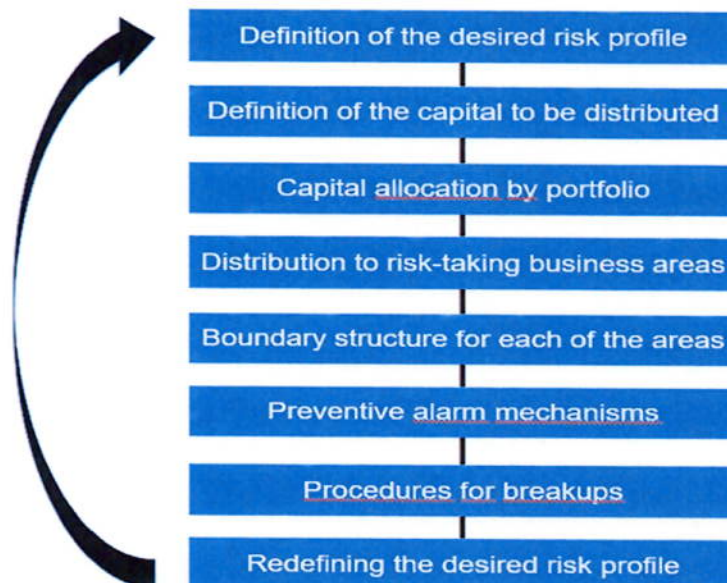 Definition of the desired risk profile
Definition of the capital to be distributed
Capital allocation by portfolio
Distribution to risk-taking business areas
Boundary structure for each of the areas
Preventive alarm mechanisms
Procedures for breakups
Redefining the desired risk profile